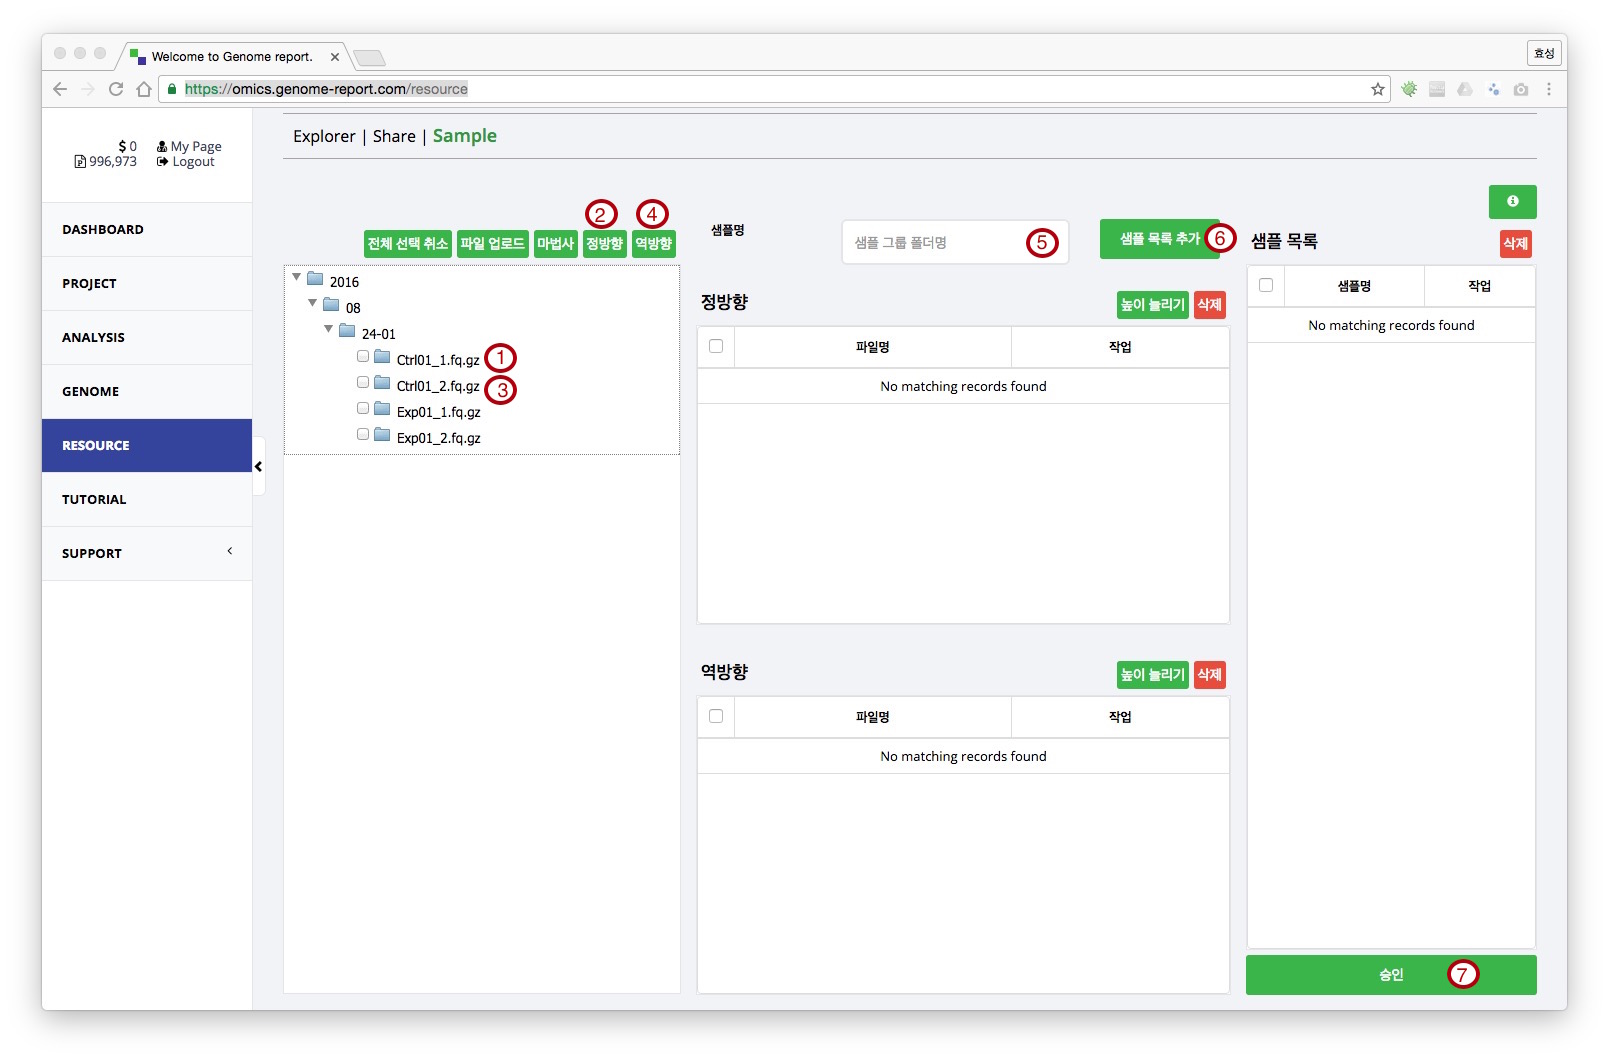 Welcome to Genome report.
효성
https://omics.genome-report.com/resource
$ 0 My Page
996,973 Logout
DASHBOARD
PROJECT
ANALYSIS
GENOME
RESOURCE
TUTORIAL
SUPPORT
Explorer | Share | Sample
2 4
전체 선택 취소 파일 업로드 마법사 정방향 역방향
2016
08
24-01
Ctrl01_1.fq.gz 1
Ctrl01_2.fq.gz 3
Exp01_1.fq.gz
Exp01_2.fq.gz
샘플명 샘플 그룹 폴더명 5 샘플 목록 추가 6
정방향 높이 늘리기 삭제
파일명 작업
No matching records found
역방향 높이 늘리기 삭제
파일명 작업
No matching records found
샘플 목록 삭제
샘플명 작업
No matching records found
승인 7